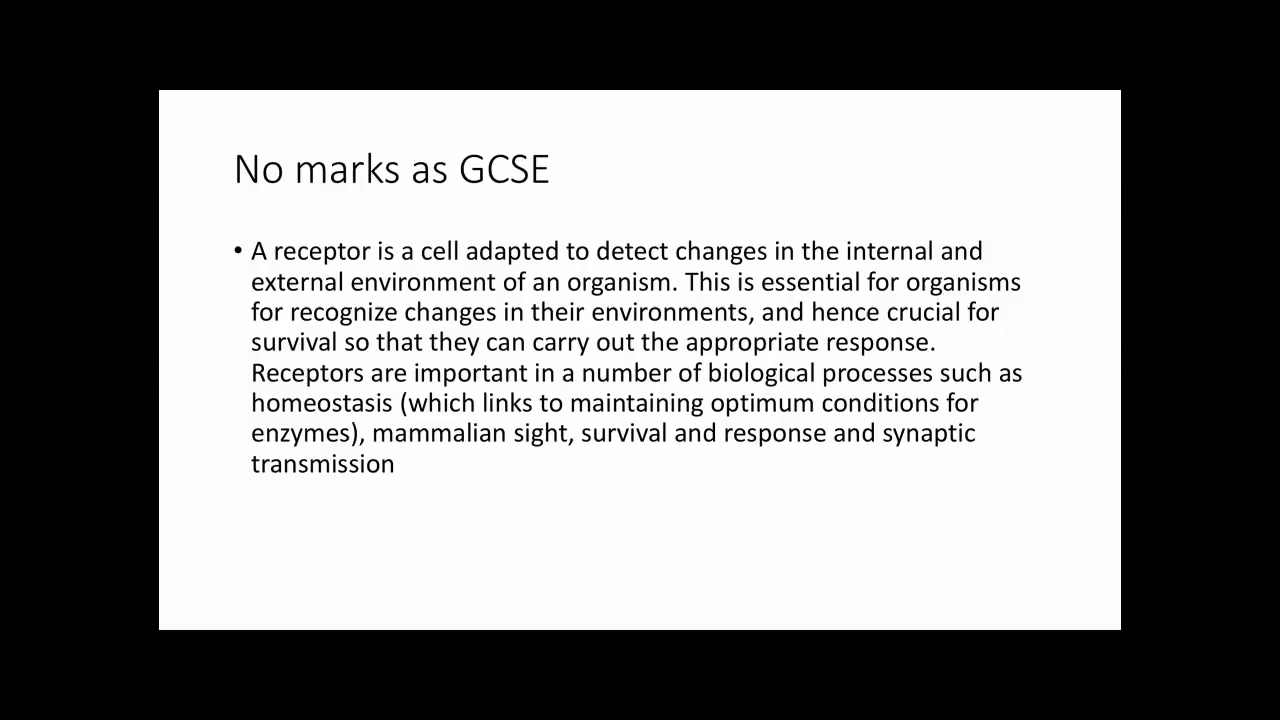 No marks as GCSE
• A receptor is a cell adapted to detect changes in the internal and
external environment of an organism. This is essential for organisms
for recognize changes in their environments, and hence crucial for
survival so that they can carry out the appropriate response.
Receptors are important in a number of biological processes such as
homeostasis (which links to maintaining optimum conditions for
enzymes), mammalian sight, survival and response and synaptic
transmission